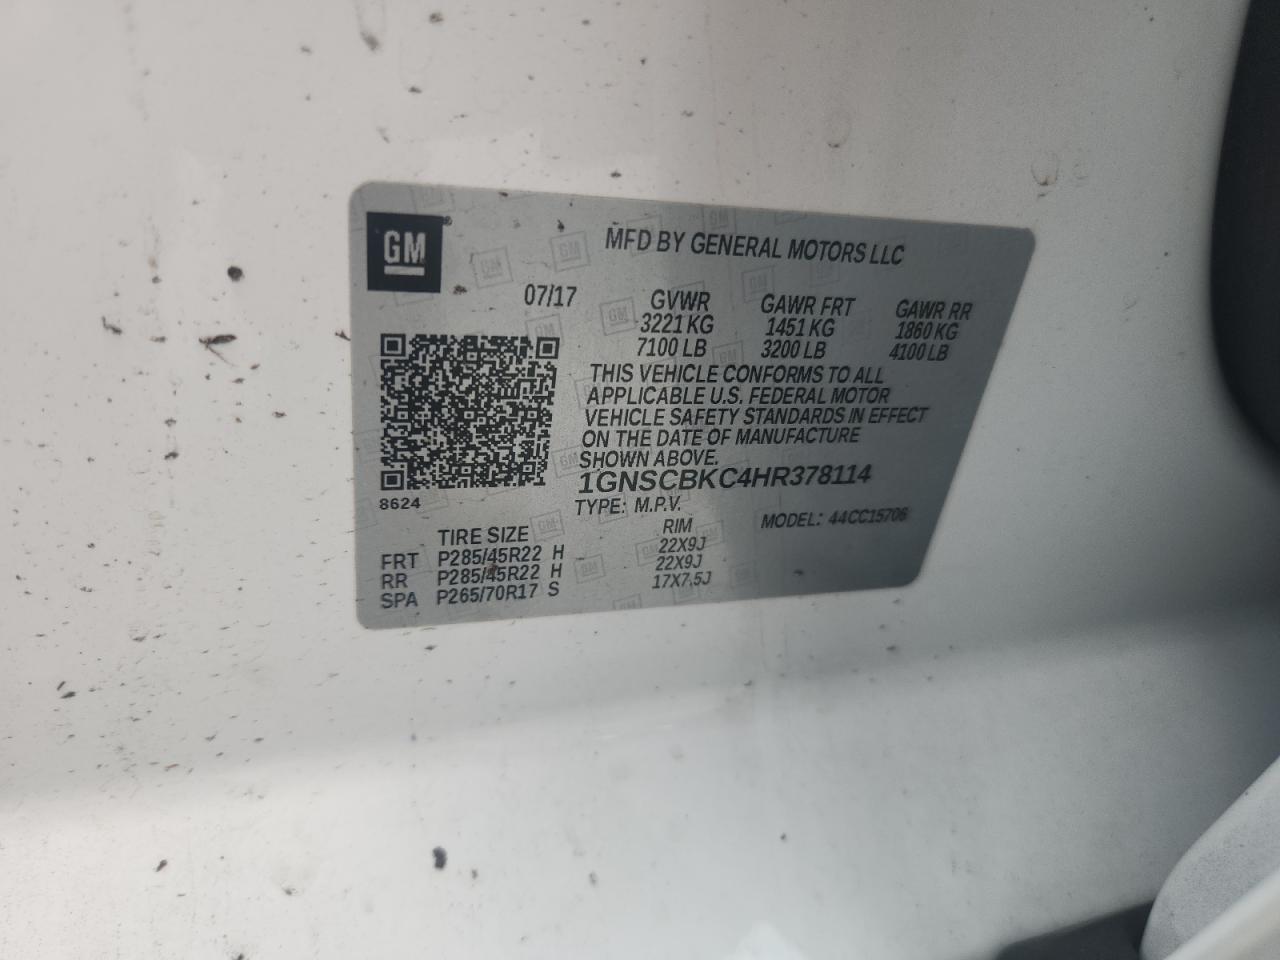 GM
MFD BY GENERAL MOTORS LLC
07/17
GVWR GAWR FRT GAWR RR
3221 KG 1451 KG 1860 KG
7100 LB 3200 LB 4100 LB
THIS VEHICLE CONFORMS TO ALL
APPLICABLE U.S. FEDERAL MOTOR
VEHICLE SAFETY STANDARDS IN EFFECT
ON THE DATE OF MANUFACTURE
SHOWN ABOVE.
1GNSCBKC4HR378114
8624
TYPE: M.P.V. MODEL: 44CC15706
TIRE SIZE RIM
FRT P285/45R22 H 22X9J
RR P285/45R22 H 22X9J
SPA P265/70R17 S 17X7.5J